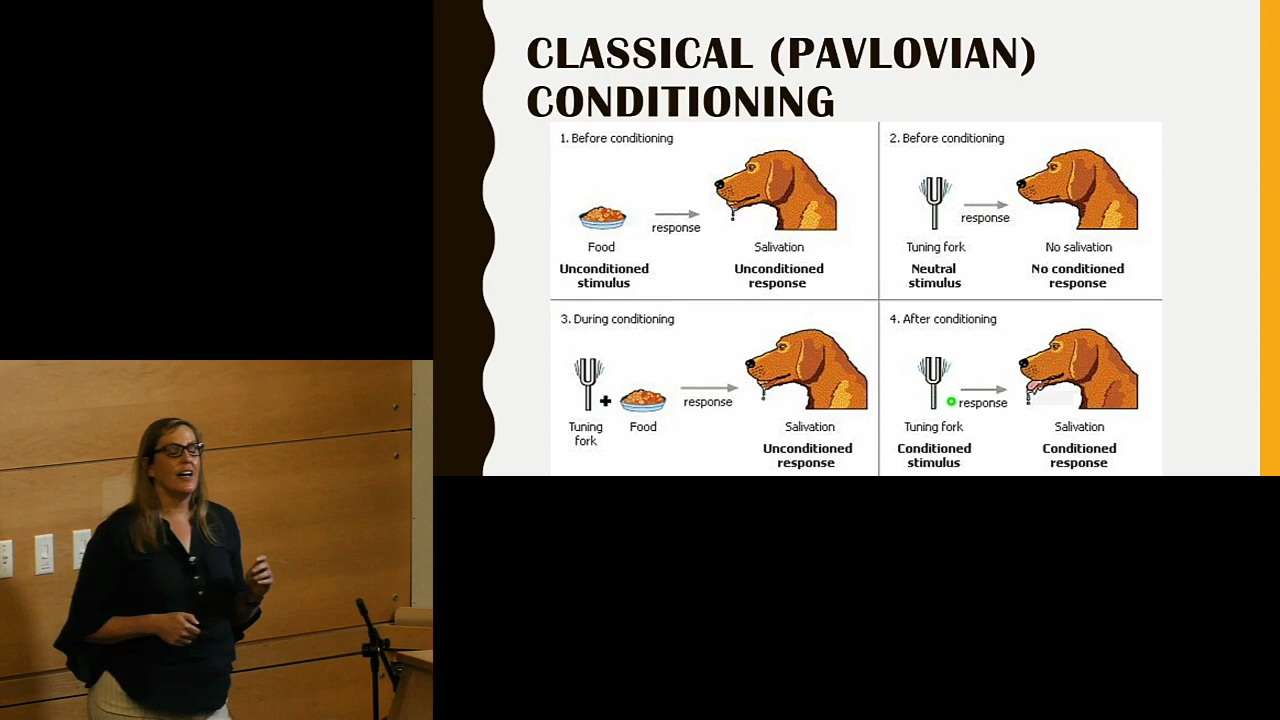 CLASSICAL (PAVLOVIAN)
CONDITIONING
1. Before conditioning
response
Food
Salivation
Unconditioned
stimulus
Unconditioned
response
2. Before conditioning
response
Tuning fork
No salivation
Neutral
stimulus
No conditioned
response
3. During conditioning
response
Tuning
fork
Food
Salivation
Unconditioned
response
4. After conditioning
response
Tuning fork
Salivation
Conditioned
stimulus
Conditioned
response